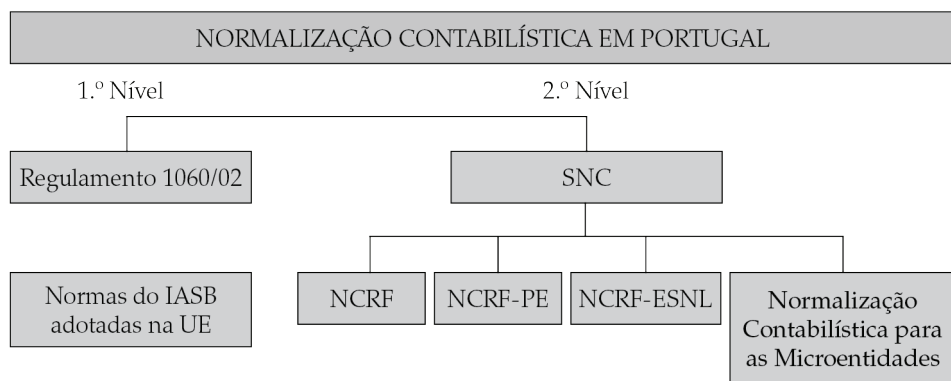 NORMALIZAÇÃO CONTABILÍSTICA EM PORTUGAL
1.º Nível
2.º Nível
Regulamento 1060/02
SNC
Normas do IASB
adotadas na UE
NCRF
NCRF-PE
NCRF-ESNL
Normalização
Contabilística para
as Microentidades